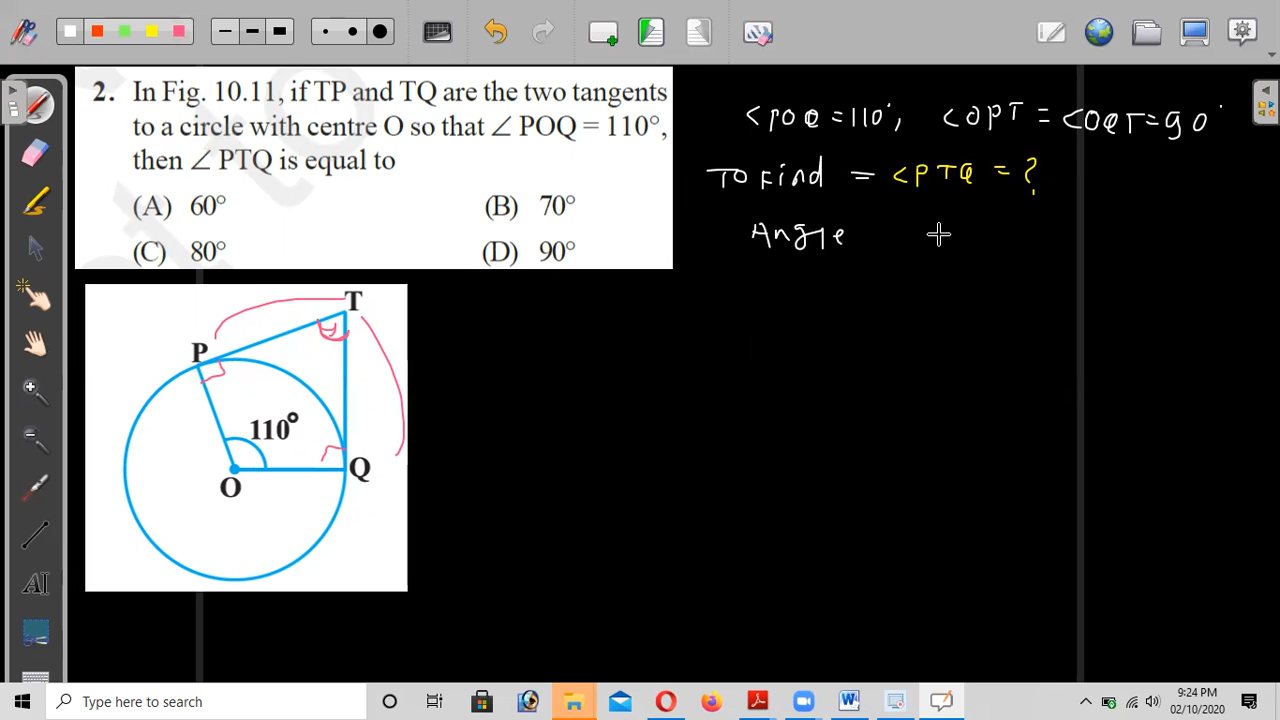 2. In Fig. 10.11, if TP and TQ are the two tangents
to a circle with centre O so that ∠ POQ = 110°,
then ∠ PTQ is equal to
(A) 60° (B) 70°
(C) 80° (D) 90°
<POQ = 110°, <OPT = <OQT = 90°
To Find = <PTQ = ?
Angle
T
P
110°
Q
O
AI
Type here to search
9:24 PM
02/10/2020